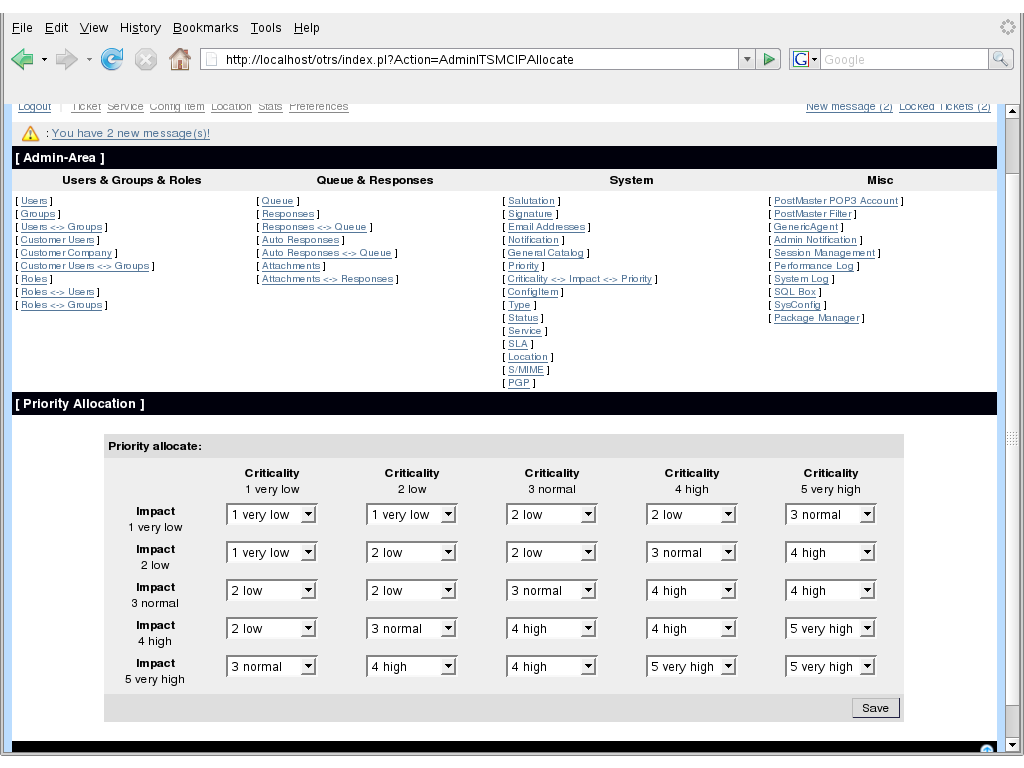 File Edit View History Bookmarks Tools Help
http://localhost/otrs/index.pl?Action=AdminITSMCIPAllocate G Google
Logout Ticket Service Config Item Location Stats Preferences New message (2) Locked Tickets (2)
: You have 2 new message(s)!
[ Admin-Area ]
Users & Groups & Roles Queue & Responses System Misc
[ Users ] [ Queue ] [ Salutation ] [ PostMaster POP3 Account ]
[ Groups ] [ Responses ] [ Signature ] [ PostMaster Filter ]
[ Users <-> Groups ] [ Responses <-> Queue ] [ Email Addresses ] [ GenericAgent ]
[ Customer Users ] [ Auto Responses ] [ Notification ] [ Admin Notification ]
[ Customer Company ] [ Auto Responses <-> Queue ] [ General Catalog ] [ Session Management ]
[ Customer Users <-> Groups ] [ Attachments ] [ Priority ] [ Performance Log ]
[ Roles ] [ Attachments <-> Responses ] [ Criticality <-> Impact <-> Priority ] [ System Log ]
[ Roles <-> Users ] [ ConfigItem ] [ SQL Box ]
[ Roles <-> Groups ] [ Type ] [ SysConfig ]
[ Status ] [ Package Manager ]
[ Service ]
[ SLA ]
[ Location ]
[ S/MIME ]
[ PGP ]
[ Priority Allocation ]
Priority allocate:
Criticality Criticality Criticality Criticality Criticality
1 very low 2 low 3 normal 4 high 5 very high
Impact 1 very low 1 very low 2 low 2 low 3 normal
1 very low
Impact 1 very low 2 low 2 low 3 normal 4 high
2 low
Impact 2 low 2 low 3 normal 4 high 4 high
3 normal
Impact 2 low 3 normal 4 high 4 high 5 very high
4 high
Impact 3 normal 4 high 4 high 5 very high 5 very high
5 very high
Save